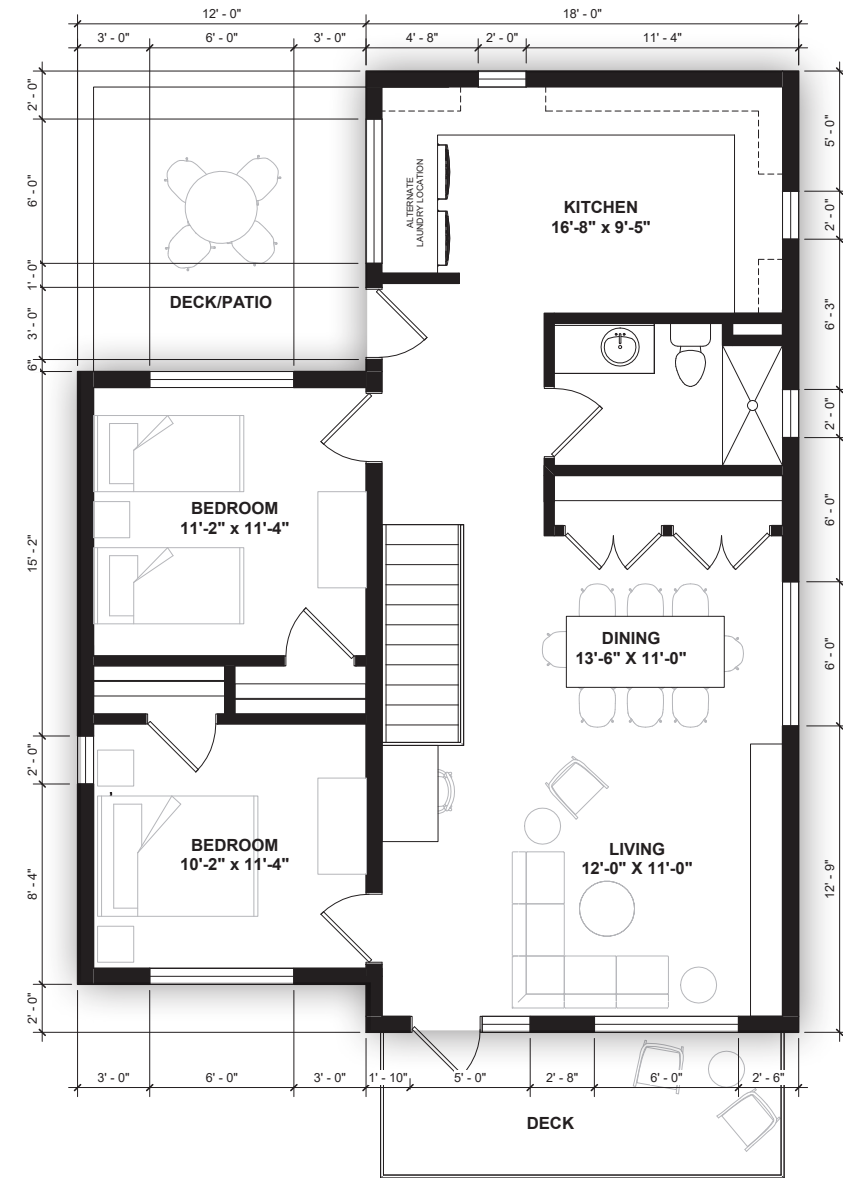 12' - 0"
18' - 0"
3' - 0"
6' - 0"
3' - 0"
4' - 8"
2' - 0"
11' - 4"
2' - 0"
6' - 0"
1' - 0"
3' - 0"
6"
15' - 2"
2' - 0"
8' - 4"
2' - 0"
ALTERNATE
LAUNDRY LOCATION
KITCHEN
16'-8" x 9'-5"
DECK/PATIO
BEDROOM
11'-2" x 11'-4"
DINING
13'-6" X 11'-0"
BEDROOM
10'-2" x 11'-4"
LIVING
12'-0" X 11'-0"
5' - 0"
2' - 0"
6' - 3"
2' - 0"
6' - 0"
6' - 0"
12' - 9"
3' - 0"
6' - 0"
3' - 0"
1' - 10"
5' - 0"
2' - 8"
6' - 0"
2' - 6"
DECK